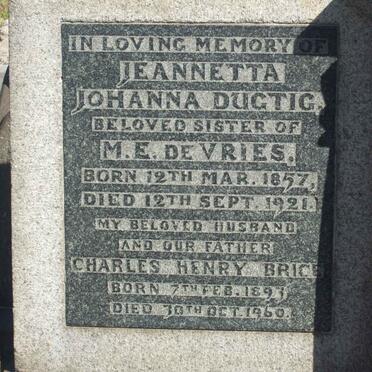 IN LOVING MEMORY OF
JEANNETTA
JOHANNA DUGTIG.
BELOVED SISTER OF
M.E. DE VRIES.
BORN 12TH MAR. 1857,
DIED 12TH SEPT. 1921.
MY BELOVED HUSBAND
AND OUR FATHER
CHARLES HENRY BRICE
BORN 7TH FEB. 1893
DIED 30TH OCT. 1960.